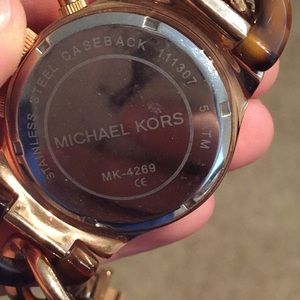 STAINLESS STEEL CASEBACK 111307 5 ATM
MICHAEL KORS
MK-4269
CE